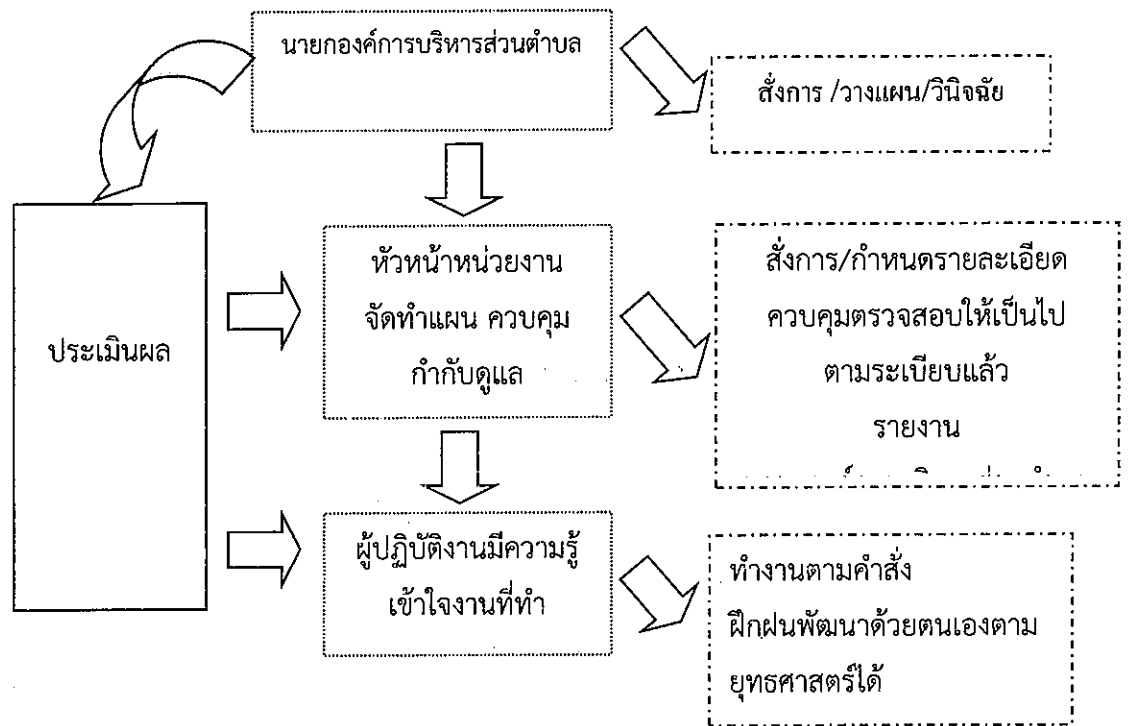 นายกองค์การบริหารส่วนตำบล
สั่งการ /วางแผน/วินิจฉัย
ประเมินผล
หัวหน้าหน่วยงาน
จัดทำแผน ควบคุม
กำกับดูแล
สั่งการ/กำหนดรายละเอียด
ควบคุมตรวจสอบให้เป็นไป
ตามระเบียบแล้ว
รายงาน
ผู้ปฏิบัติงานมีความรู้
เข้าใจงานที่ทำ
ทำงานตามคำสั่ง
ฝึกฝนพัฒนาด้วยตนเองตาม
ยุทธศาสตร์ได้